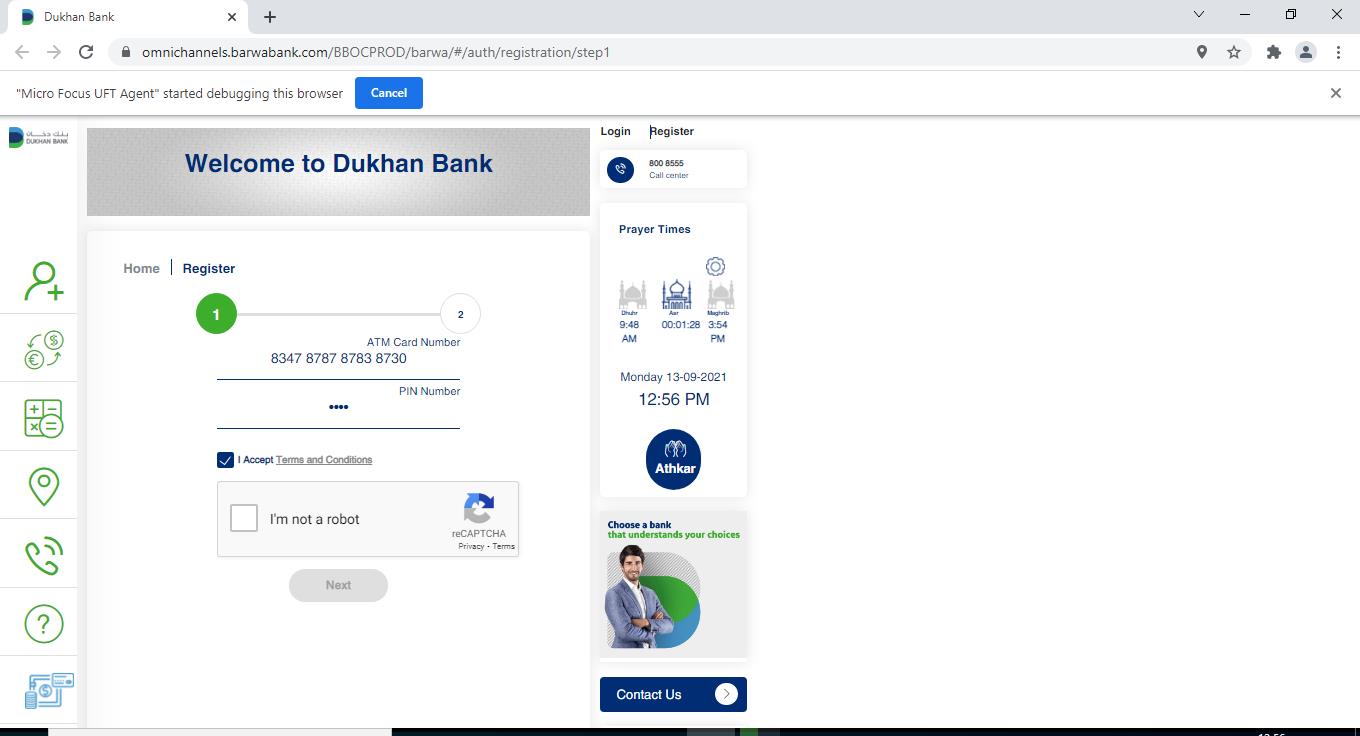 Dukhan Bank
omnichannels.barwabank.com/BBOCPROD/barwa/#/auth/registration/step1
"Micro Focus UFT Agent" started debugging this browser
Cancel
بنك دخان
DUKHAN BANK
Welcome to Dukhan Bank
Home
Register
1
2
ATM Card Number
8347 8787 8783 8730
PIN Number
••••
I Accept Terms and Conditions
I'm not a robot
reCAPTCHA
Privacy - Terms
Next
Login
Register
800 8555
Call center
Prayer Times
Dhuhr
Asr
Maghrib
9:48
00:01:28
3:54
AM
PM
Monday 13-09-2021
12:56 PM
Athkar
Choose a bank
that understands your choices
Contact Us